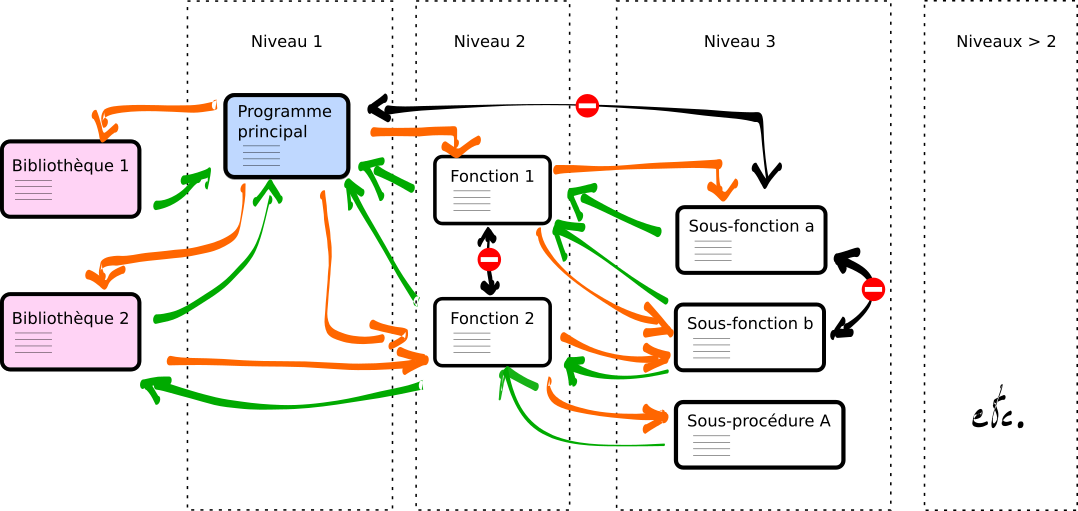 Niveau 1
Niveau 2
Niveau 3
Niveaux > 2
Programme
principal
Bibliothèque 1
Fonction 1
Sous-fonction a
Bibliothèque 2
Fonction 2
Sous-fonction b
Sous-procédure A
etc.